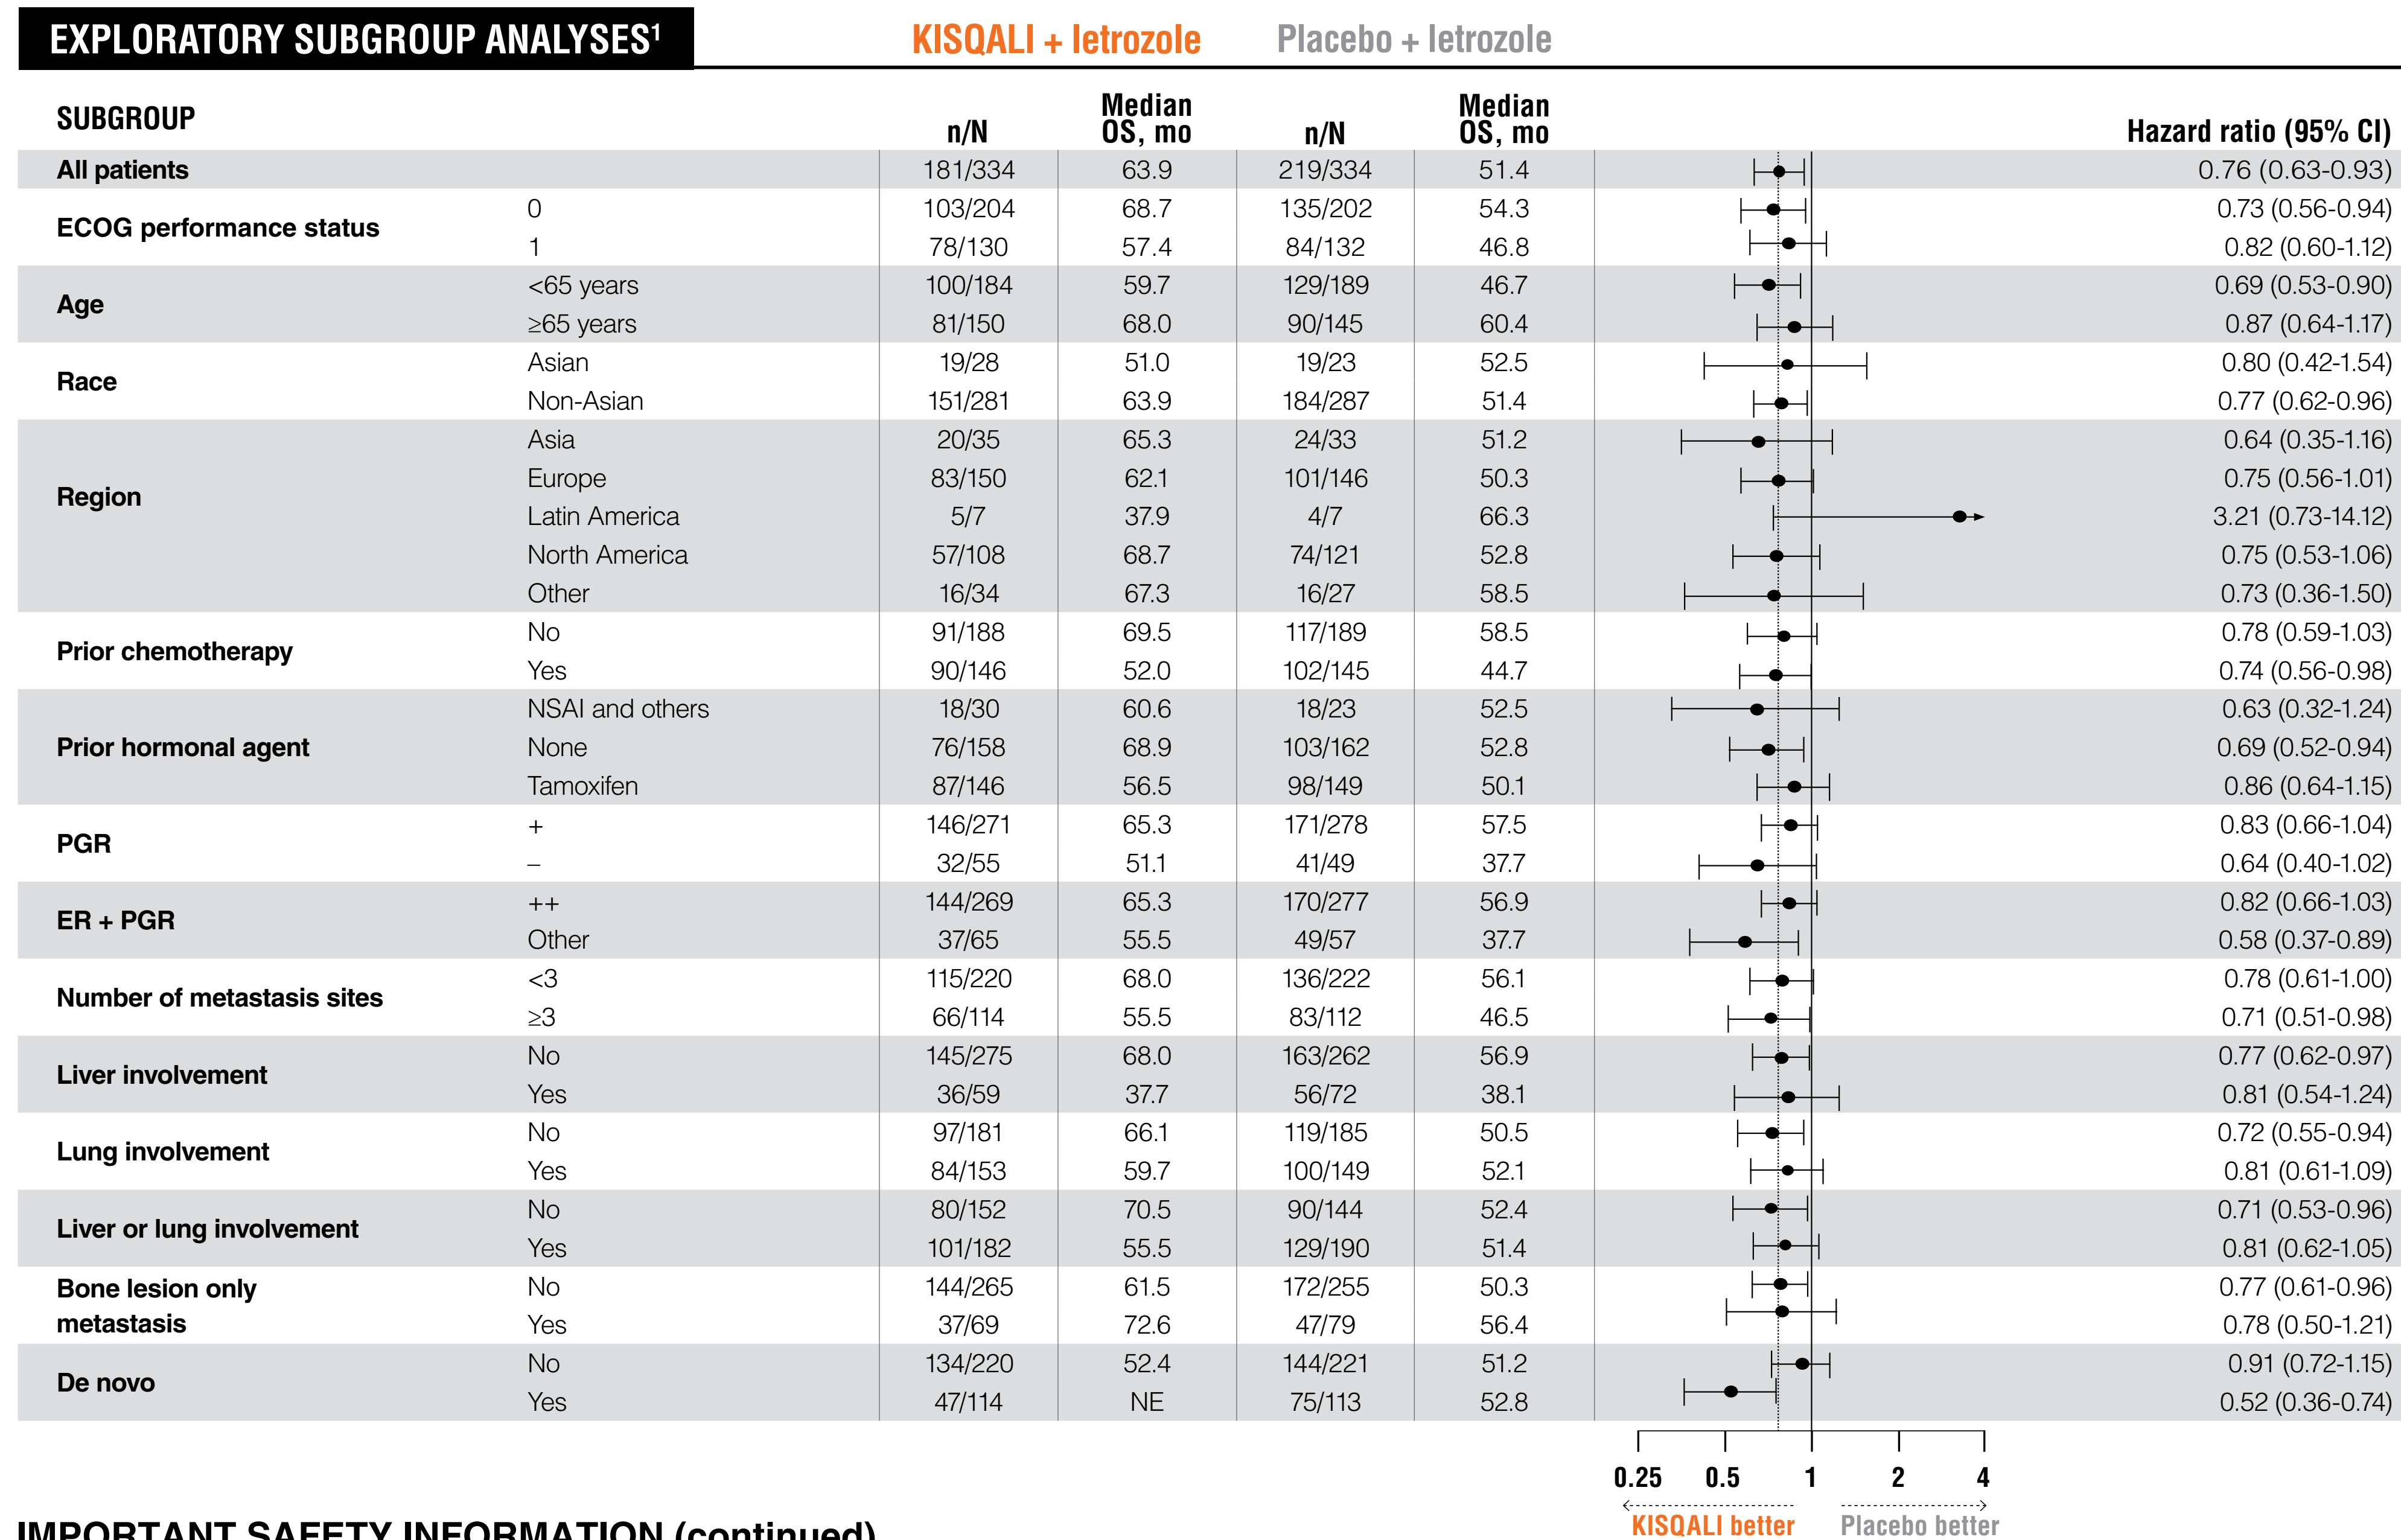 EXPLORATORY SUBGROUP ANALYSES¹ KISQALI + letrozole Placebo + letrozole
SUBGROUP n/N Median OS, mo n/N Median OS, mo Hazard ratio (95% CI)
All patients 181/334 63.9 219/334 51.4 0.76 (0.63-0.93)
ECOG performance status
0 103/204 68.7 135/202 54.3 0.73 (0.56-0.94)
1 78/130 57.4 84/132 46.8 0.82 (0.60-1.12)
Age
<65 years 100/184 59.7 129/189 46.7 0.69 (0.53-0.90)
≥65 years 81/150 68.0 90/145 60.4 0.87 (0.64-1.17)
Race
Asian 19/28 51.0 19/23 52.5 0.80 (0.42-1.54)
Non-Asian 151/281 63.9 184/287 51.4 0.77 (0.62-0.96)
Region
Asia 20/35 65.3 24/33 51.2 0.64 (0.35-1.16)
Europe 83/150 62.1 101/146 50.3 0.75 (0.56-1.01)
Latin America 5/7 37.9 4/7 66.3 3.21 (0.73-14.12)
North America 57/108 68.7 74/121 52.8 0.75 (0.53-1.06)
Other 16/34 67.3 16/27 58.5 0.73 (0.36-1.50)
Prior chemotherapy
No 91/188 69.5 117/189 58.5 0.78 (0.59-1.03)
Yes 90/146 52.0 102/145 44.7 0.74 (0.56-0.98)
Prior hormonal agent
NSAI and others 18/30 60.6 18/23 52.5 0.63 (0.32-1.24)
None 76/158 68.9 103/162 52.8 0.69 (0.52-0.94)
Tamoxifen 87/146 56.5 98/149 50.1 0.86 (0.64-1.15)
PGR
+ 146/271 65.3 171/278 57.5 0.83 (0.66-1.04)
– 32/55 51.1 41/49 37.7 0.64 (0.40-1.02)
ER + PGR
++ 144/269 65.3 170/277 56.9 0.82 (0.66-1.03)
Other 37/65 55.5 49/57 37.7 0.58 (0.37-0.89)
Number of metastasis sites
<3 115/220 68.0 136/222 56.1 0.78 (0.61-1.00)
≥3 66/114 55.5 83/112 46.5 0.71 (0.51-0.98)
Liver involvement
No 145/275 68.0 163/262 56.9 0.77 (0.62-0.97)
Yes 36/59 37.7 56/72 38.1 0.81 (0.54-1.24)
Lung involvement
No 97/181 66.1 119/185 50.5 0.72 (0.55-0.94)
Yes 84/153 59.7 100/149 52.1 0.81 (0.61-1.09)
Liver or lung involvement
No 80/152 70.5 90/144 52.4 0.71 (0.53-0.96)
Yes 101/182 55.5 129/190 51.4 0.81 (0.62-1.05)
Bone lesion only
metastasis
No 144/265 61.5 172/255 50.3 0.77 (0.61-0.96)
Yes 37/69 72.6 47/79 56.4 0.78 (0.50-1.21)
De novo
No 134/220 52.4 144/221 51.2 0.91 (0.72-1.15)
Yes 47/114 NE 75/113 52.8 0.52 (0.36-0.74)
0.25 0.5 1 2 4
KISQALI better Placebo better
IMPORTANT SAFETY INFORMATION (continued)